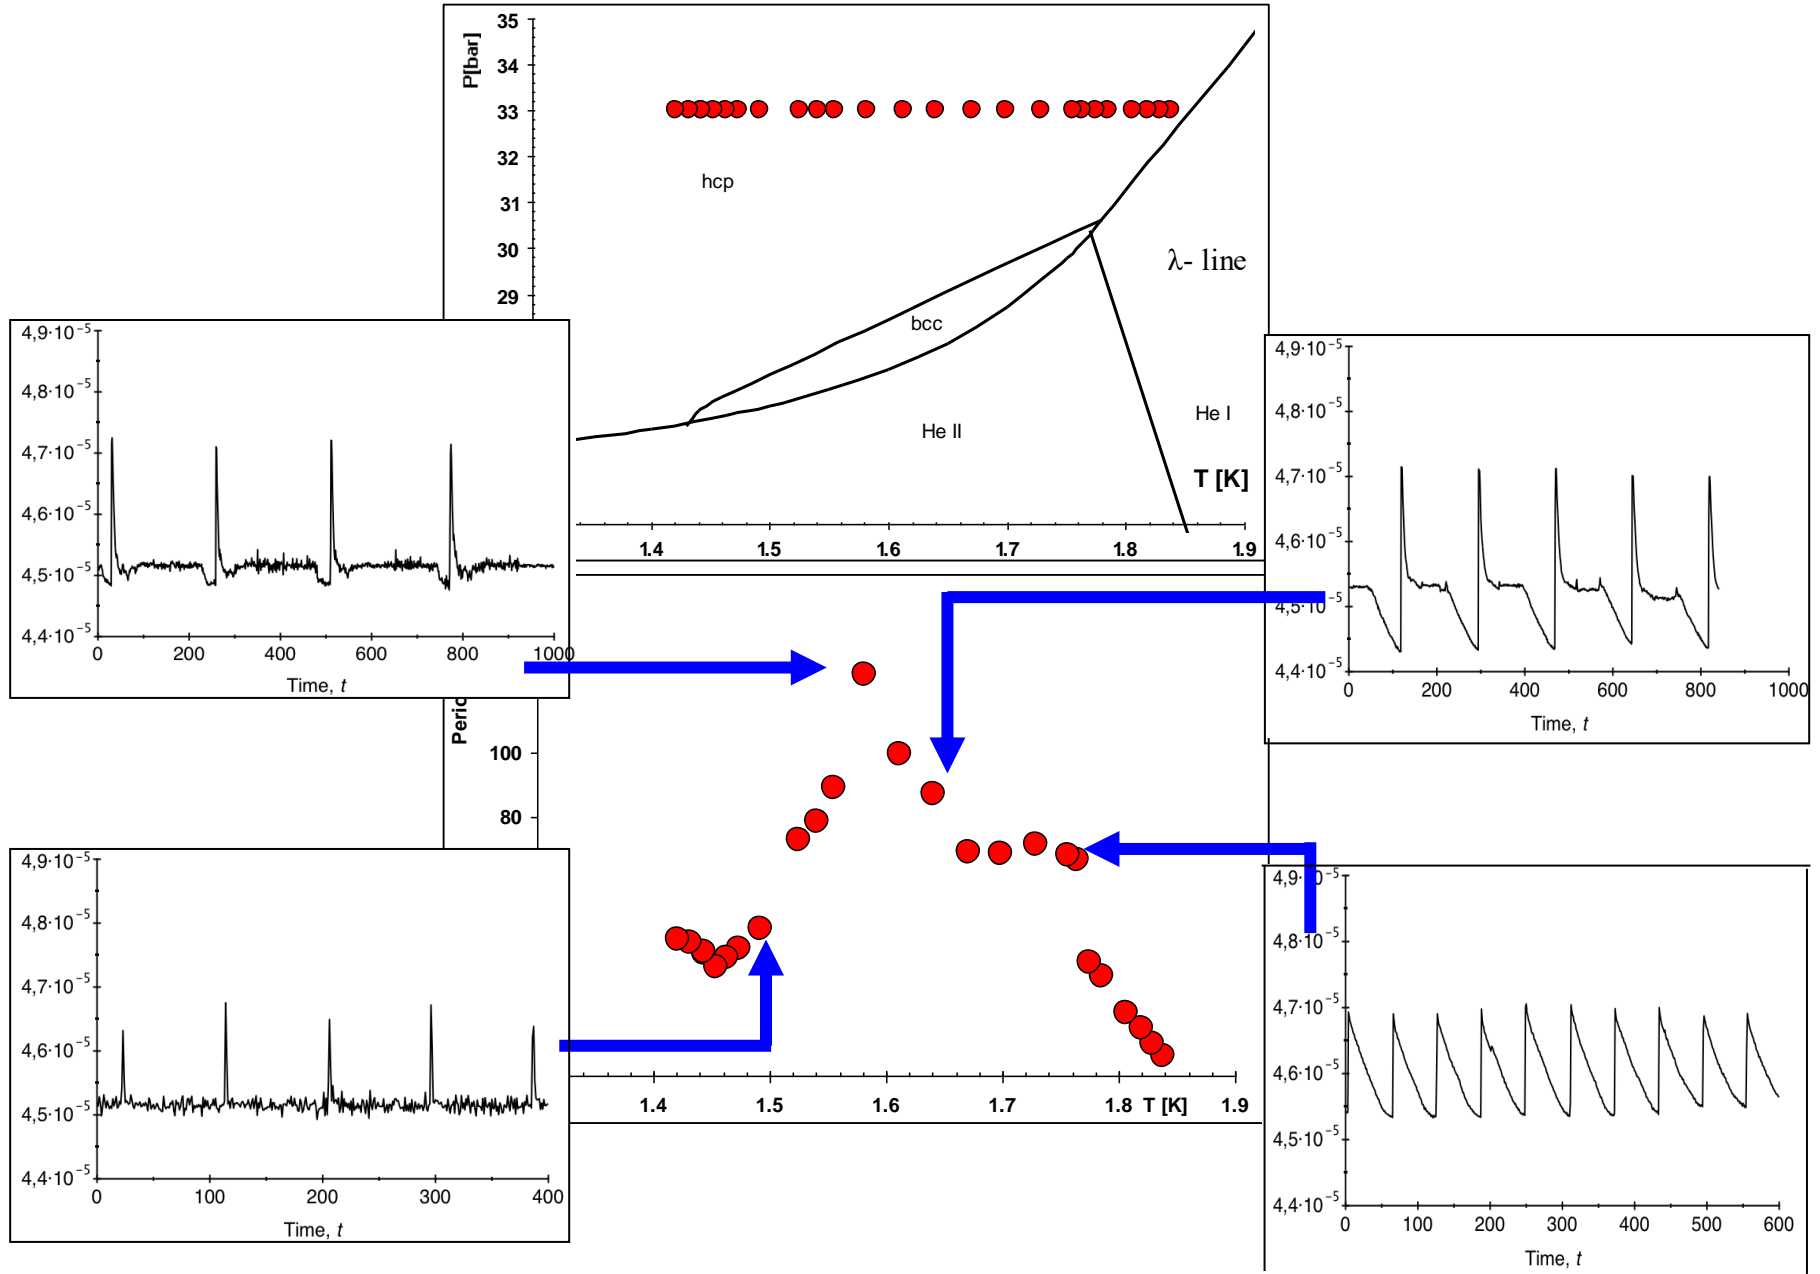 P[bar]
35
34
33
32
31
30
29
hcp
bcc
λ- line
He I
He II
T [K]
1.4 1.5 1.6 1.7 1.8 1.9
4,9·10⁻⁵
4,8·10⁻⁵
4,7·10⁻⁵
4,6·10⁻⁵
4,5·10⁻⁵
4,4·10⁻⁵
0 200 400 600 800 1000
Time, t
4,9·10⁻⁵
4,8·10⁻⁵
4,7·10⁻⁵
4,6·10⁻⁵
4,5·10⁻⁵
4,4·10⁻⁵
0 200 400 600 800 1000
Time, t
100
80
1.4 1.5 1.6 1.7 1.8 T [K] 1.9
4,9·10⁻⁵
4,8·10⁻⁵
4,7·10⁻⁵
4,6·10⁻⁵
4,5·10⁻⁵
4,4·10⁻⁵
0 100 200 300 400
Time, t
4,9·10⁻⁵
4,8·10⁻⁵
4,7·10⁻⁵
4,6·10⁻⁵
4,5·10⁻⁵
4,4·10⁻⁵
0 100 200 300 400 500 600
Time, t